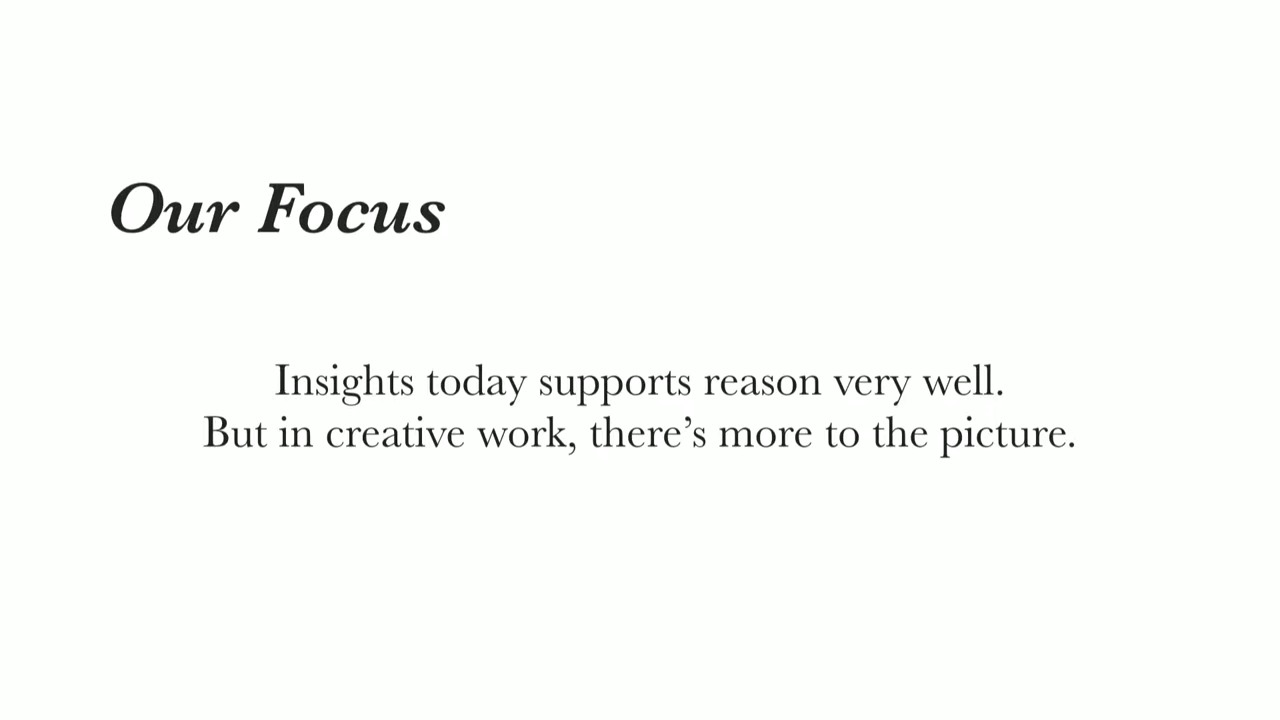 Our Focus
Insights today supports reason very well.
But in creative work, there’s more to the picture.